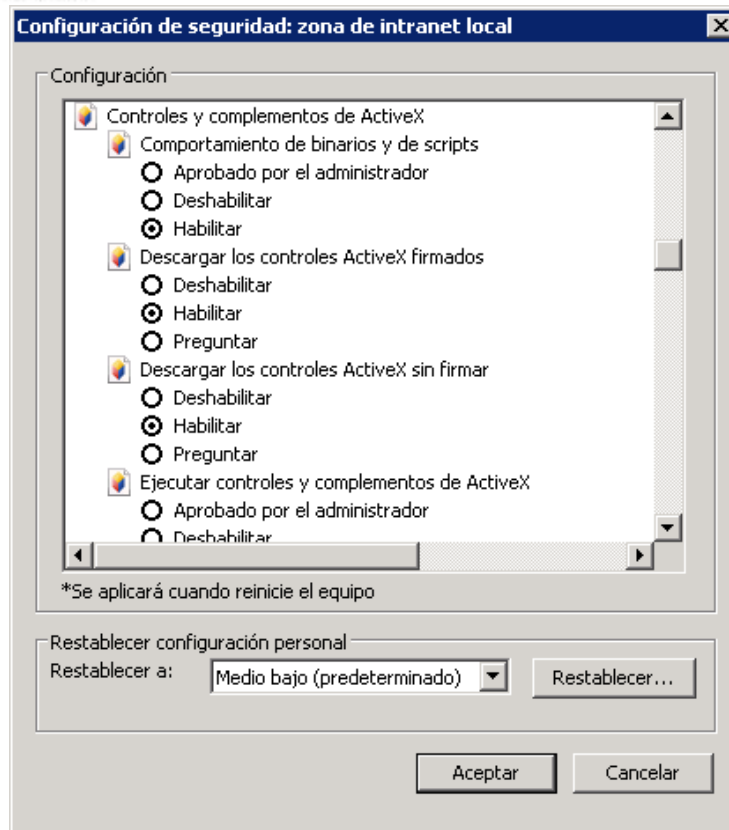 Configuración de seguridad: zona de intranet local
Configuración
Controles y complementos de ActiveX
Comportamiento de binarios y de scripts
Aprobado por el administrador
Deshabilitar
Habilitar
Descargar los controles ActiveX firmados
Deshabilitar
Habilitar
Preguntar
Descargar los controles ActiveX sin firmar
Deshabilitar
Habilitar
Preguntar
Ejecutar controles y complementos de ActiveX
Aprobado por el administrador
Deshabilitar
*Se aplicará cuando reinicie el equipo
Restablecer configuración personal
Restablecer a: Medio bajo (predeterminado) Restablecer...
Aceptar Cancelar